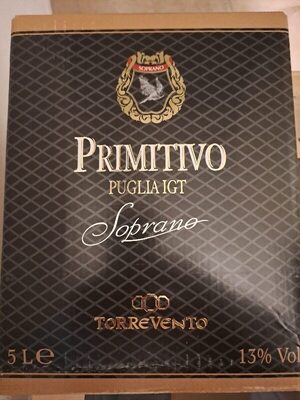 SOPRANO
PRIMITIVO
PUGLIA IGT
Soprano
TORREVENTO
5 L℮ 13% Vol